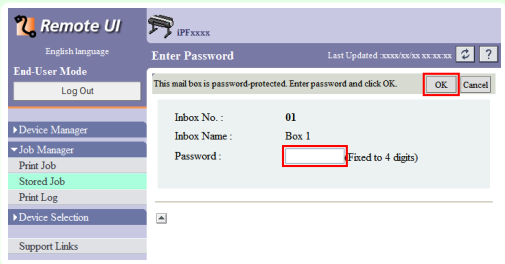 Remote UI
iPFxxxx
English language
Enter Password
Last Updated :xxxx/xx/xx xx:xx:xx
?
End-User Mode
Log Out
This mail box is password-protected. Enter password and click OK.
OK
Cancel
Inbox No. : 01
Inbox Name : Box 1
Password : (Fixed to 4 digits)
Device Manager
Job Manager
Print Job
Stored Job
Print Log
Device Selection
Support Links